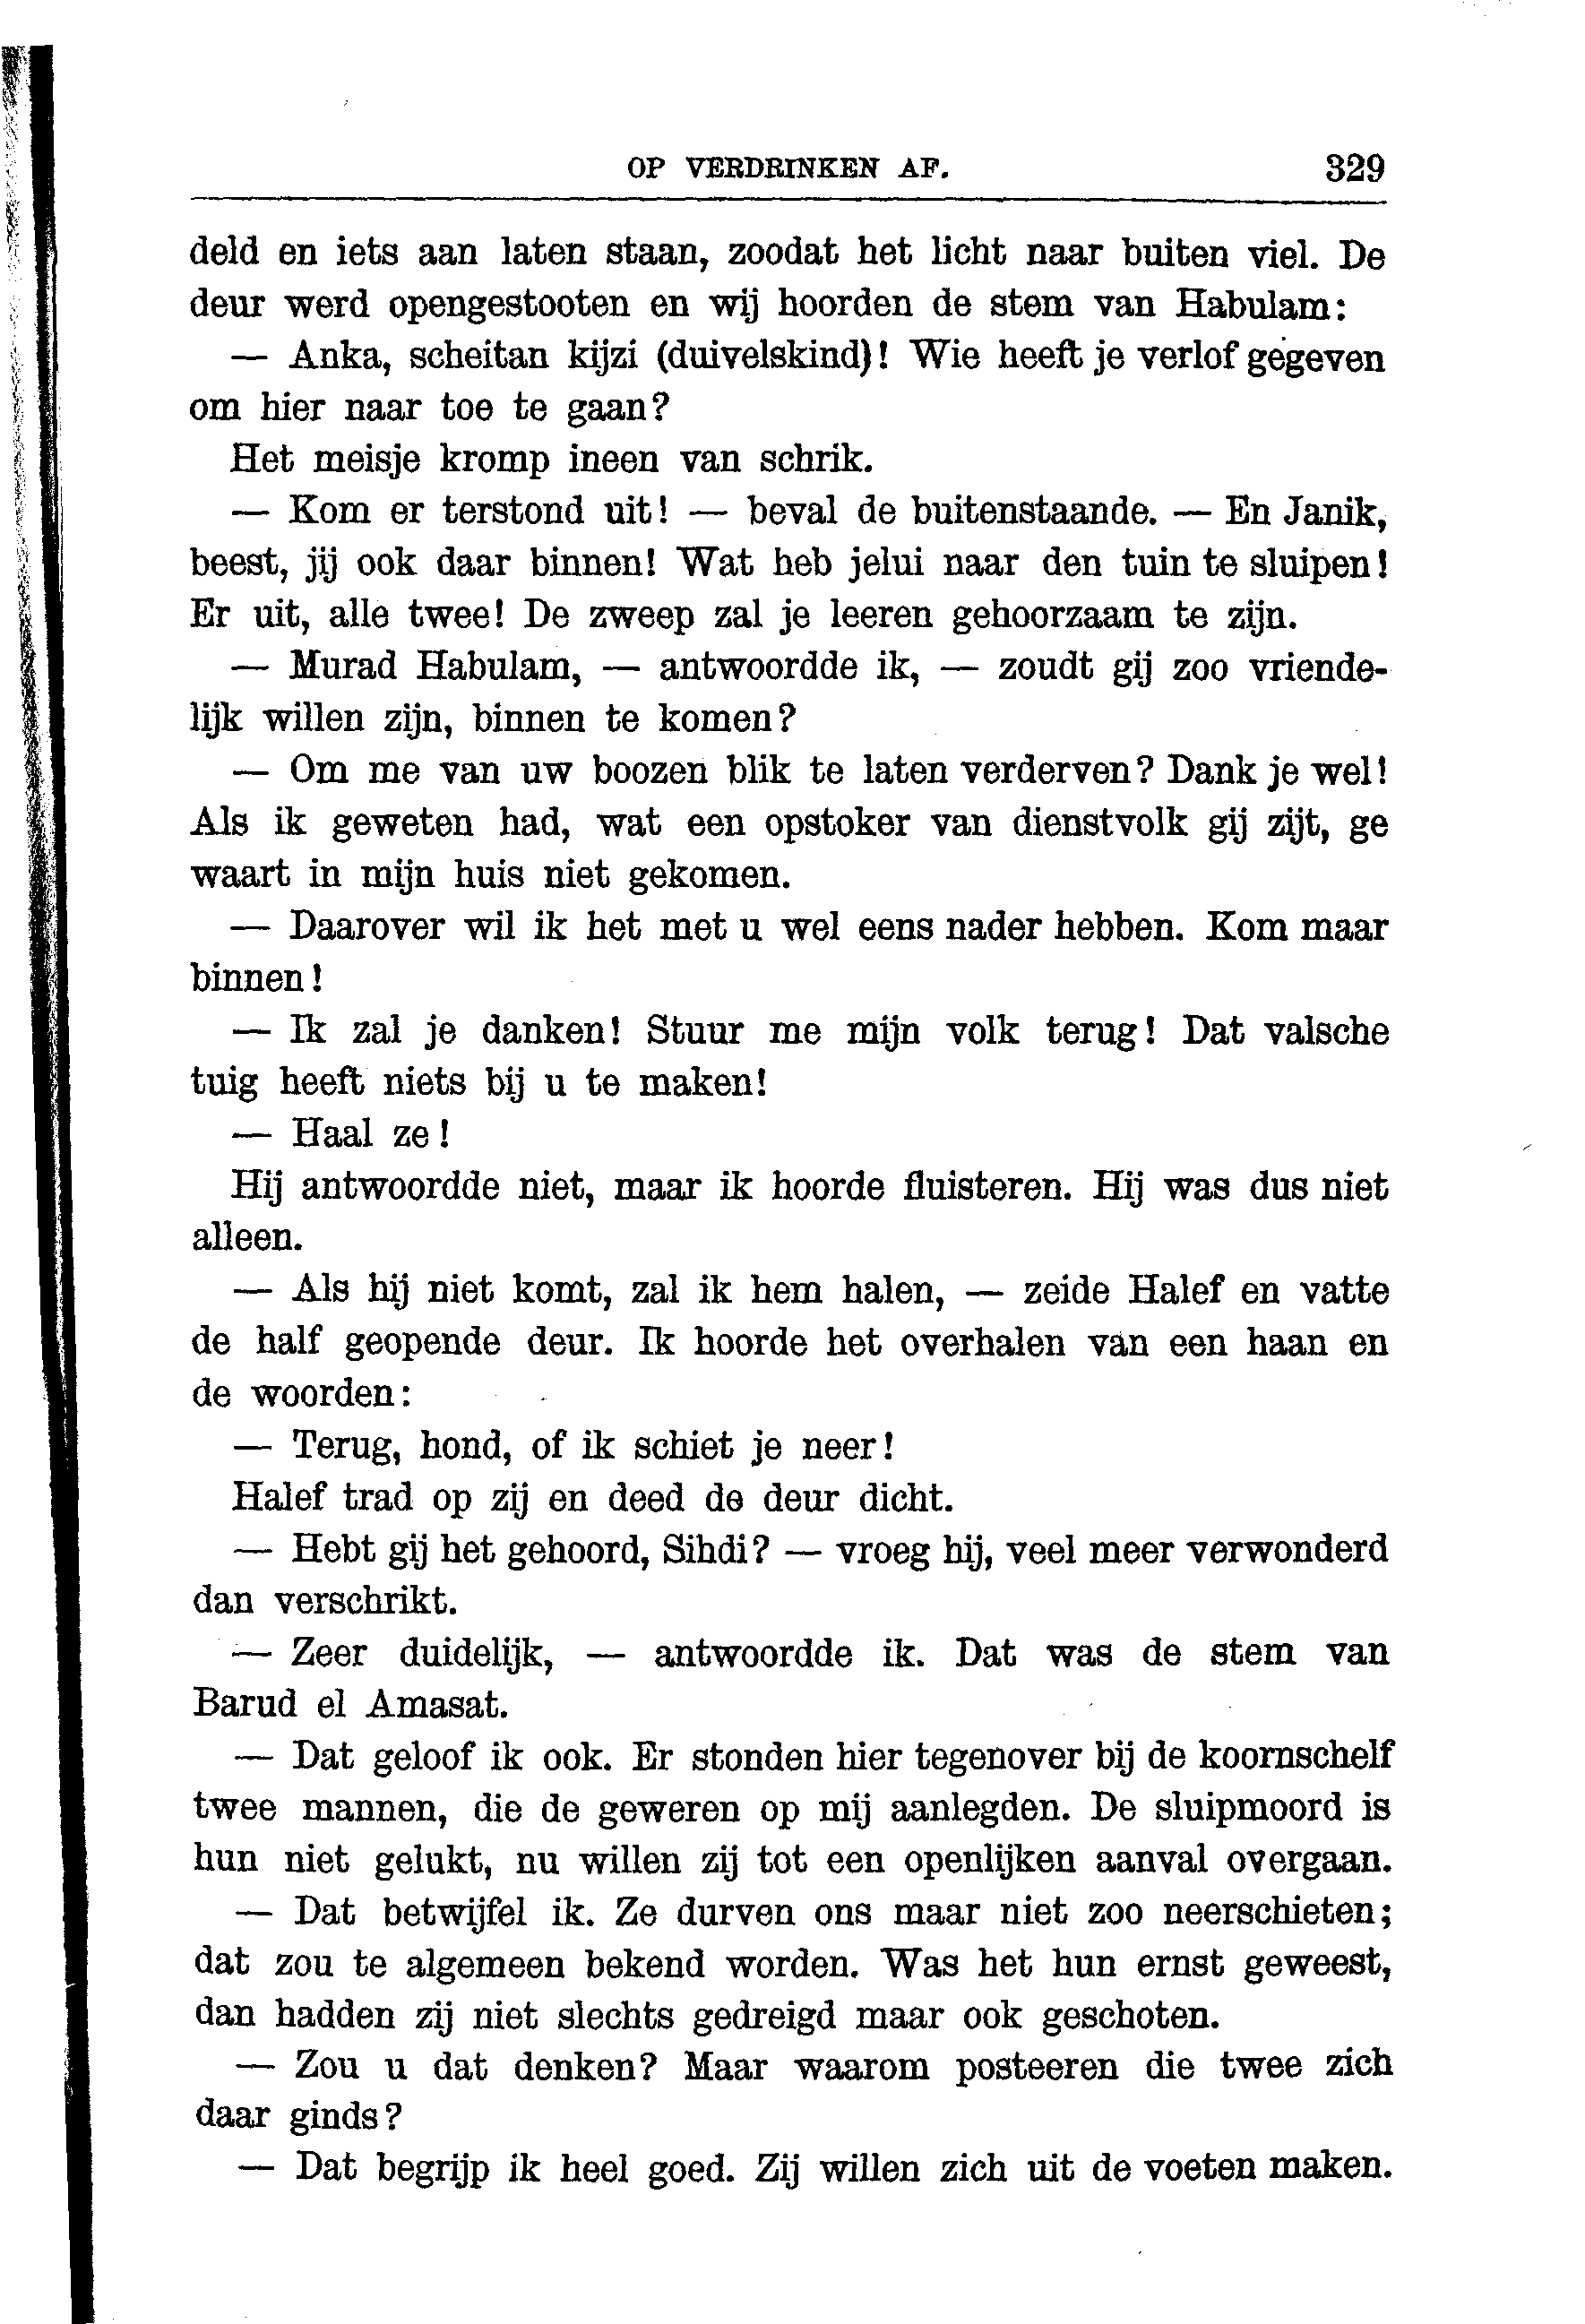 OP VERDRINKEN AF. 329
deld en iets aan laten staan, zoodat het licht naar buiten viel. De
deur werd opengestooten en wij hoorden de stem van Habulam:
— Anka, scheitan kijzi (duivelskind)! Wie heeft je verlof gegeven
om hier naar toe te gaan?
Het meisje kromp ineen van schrik.
— Kom er terstond uit! — beval de buitenstaande. — En Janik,
beest, jij ook daar binnen! Wat heb jelui naar den tuin te sluipen!
Er uit, alle twee! De zweep zal je leeren gehoorzaam te zijn.
— Murad Habulam, — antwoordde ik, — zoudt gij zoo vriende-
lijk willen zijn, binnen te komen?
— Om me van uw boozen blik te laten verderven? Dank je wel!
Als ik geweten had, wat een opstoker van dienstvolk gij zijt, ge
waart in mijn huis niet gekomen.
— Daarover wil ik het met u wel eens nader hebben. Kom maar
binnen!
— Ik zal je danken! Stuur me mijn volk terug! Dat valsche
tuig heeft niets bij u te maken!
— Haal ze!
Hij antwoordde niet, maar ik hoorde fluisteren. Hij was dus niet
alleen.
— Als hij niet komt, zal ik hem halen, — zeide Halef en vatte
de half geopende deur. Ik hoorde het overhalen van een haan en
de woorden:
— Terug, hond, of ik schiet je neer!
Halef trad op zij en deed de deur dicht.
— Hebt gij het gehoord, Sihdi? — vroeg hij, veel meer verwonderd
dan verschrikt.
— Zeer duidelijk, — antwoordde ik. Dat was de stem van
Barud el Amasat.
— Dat geloof ik ook. Er stonden hier tegenover bij de koornschelf
twee mannen, die de geweren op mij aanlegden. De sluipmoord is
hun niet gelukt, nu willen zij tot een openlijken aanval overgaan.
— Dat betwijfel ik. Ze durven ons maar niet zoo neerschieten;
dat zou te algemeen bekend worden. Was het hun ernst geweest,
dan hadden zij niet slechts gedreigd maar ook geschoten.
— Zou u dat denken? Maar waarom posteeren die twee zich
daar ginds?
— Dat begrijp ik heel goed. Zij willen zich uit de voeten maken.